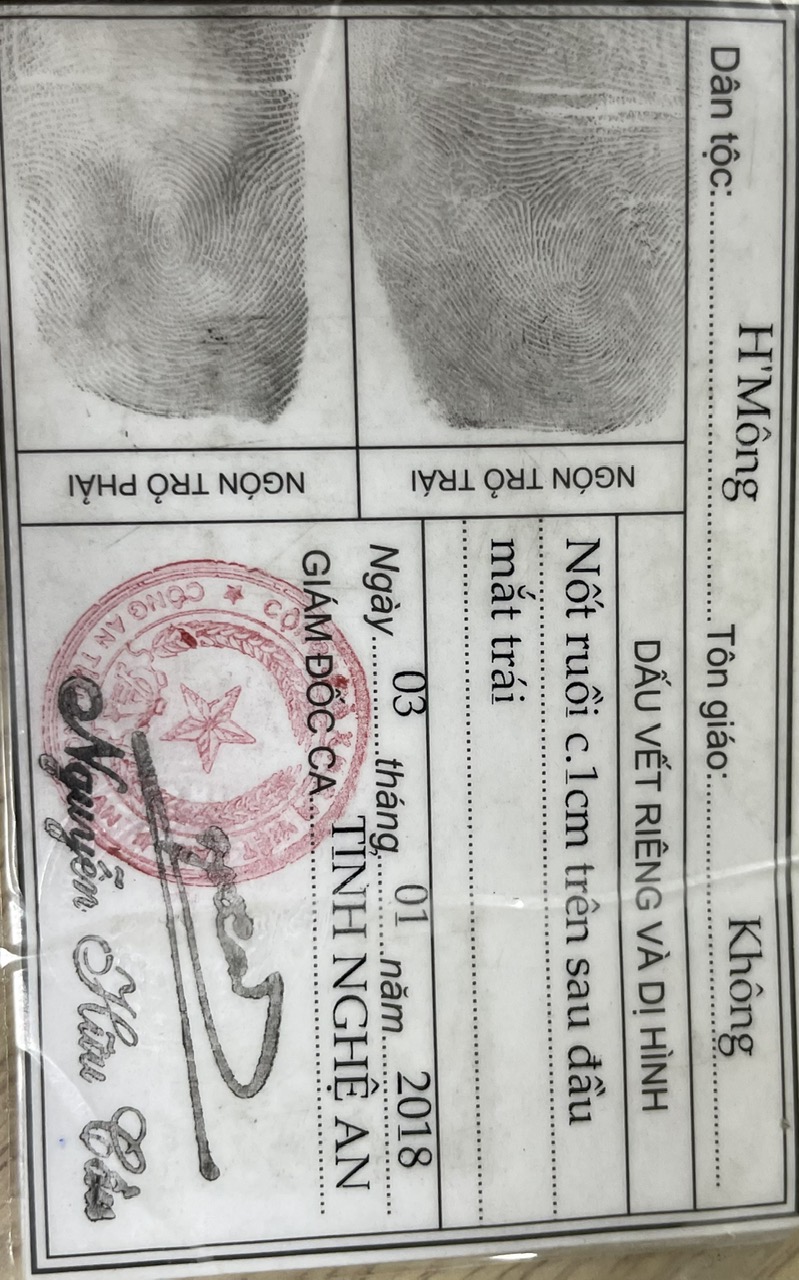 Dân tộc: H'Mông Tôn giáo: Không
NGÓN TRỎ TRÁI
NGÓN TRỎ PHẢI
DẤU VẾT RIÊNG VÀ DỊ HÌNH
Nốt ruồi c.1cm trên sau đầu
mắt trái
Ngày 03 tháng 01 năm 2018
GIÁM ĐỐC CA TỈNH NGHỆ AN
CÔNG AN
Nguyễn Hữu Cầu